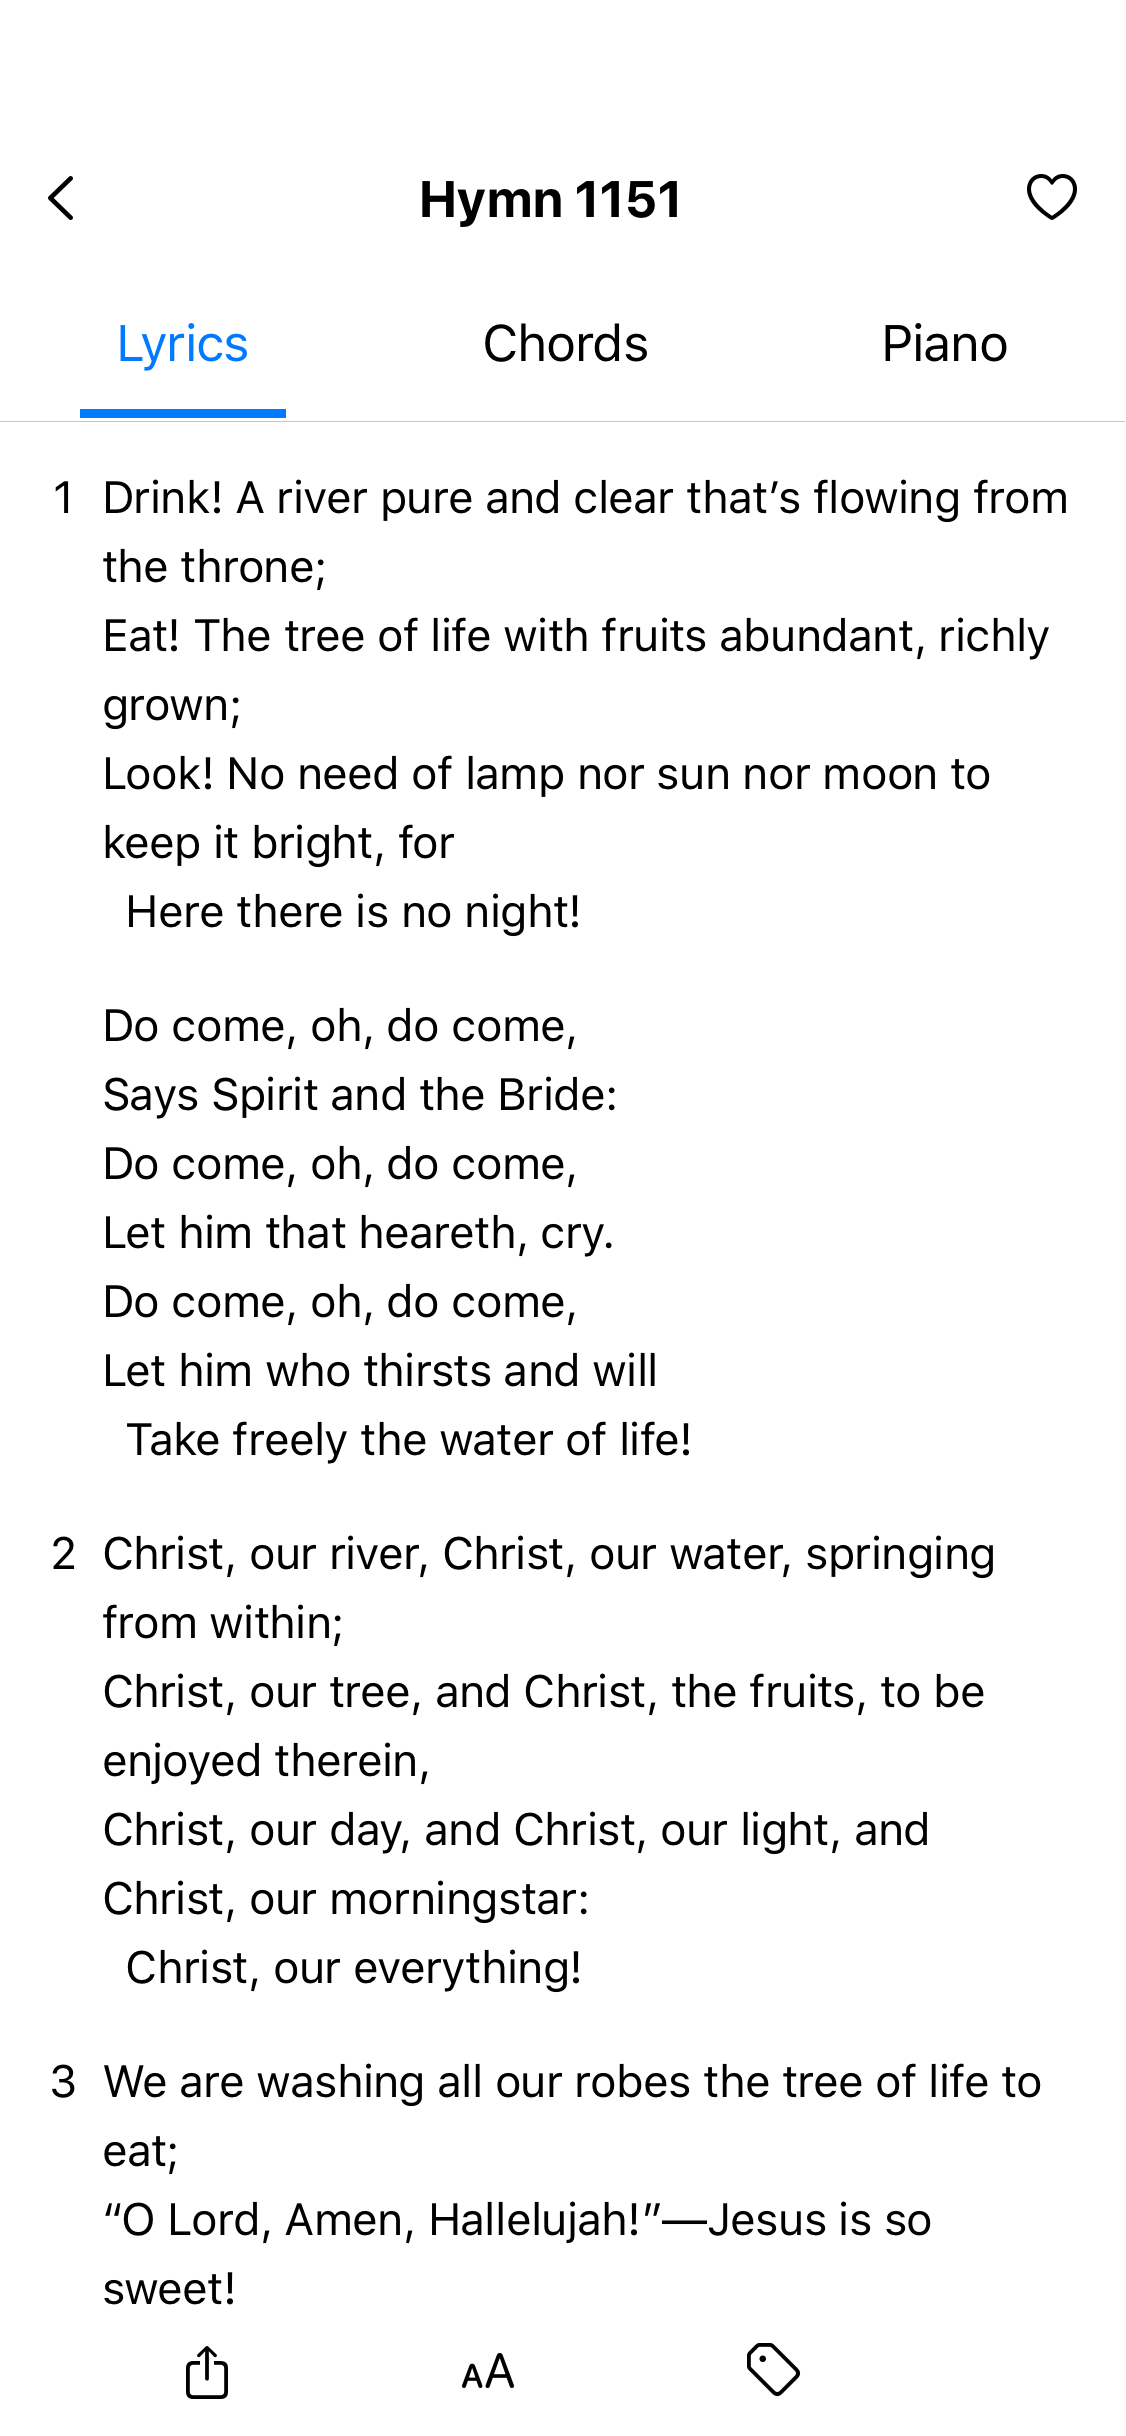 Hymn 1151
Lyrics Chords Piano
1 Drink! A river pure and clear that’s flowing from
the throne;
Eat! The tree of life with fruits abundant, richly
grown;
Look! No need of lamp nor sun nor moon to
keep it bright, for
Here there is no night!
Do come, oh, do come,
Says Spirit and the Bride:
Do come, oh, do come,
Let him that heareth, cry.
Do come, oh, do come,
Let him who thirsts and will
Take freely the water of life!
2 Christ, our river, Christ, our water, springing
from within;
Christ, our tree, and Christ, the fruits, to be
enjoyed therein,
Christ, our day, and Christ, our light, and
Christ, our morningstar:
Christ, our everything!
3 We are washing all our robes the tree of life to
eat;
“O Lord, Amen, Hallelujah!”—Jesus is so
sweet!
AA